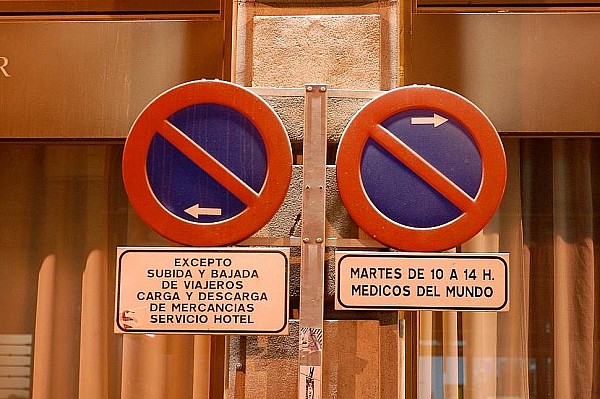 R
EXCEPTO
SUBIDA Y BAJADA
DE VIAJEROS
CARGA Y DESCARGA
DE MERCANCIAS
SERVICIO HOTEL
MARTES DE 10 A 14 H.
MEDICOS DEL MUNDO